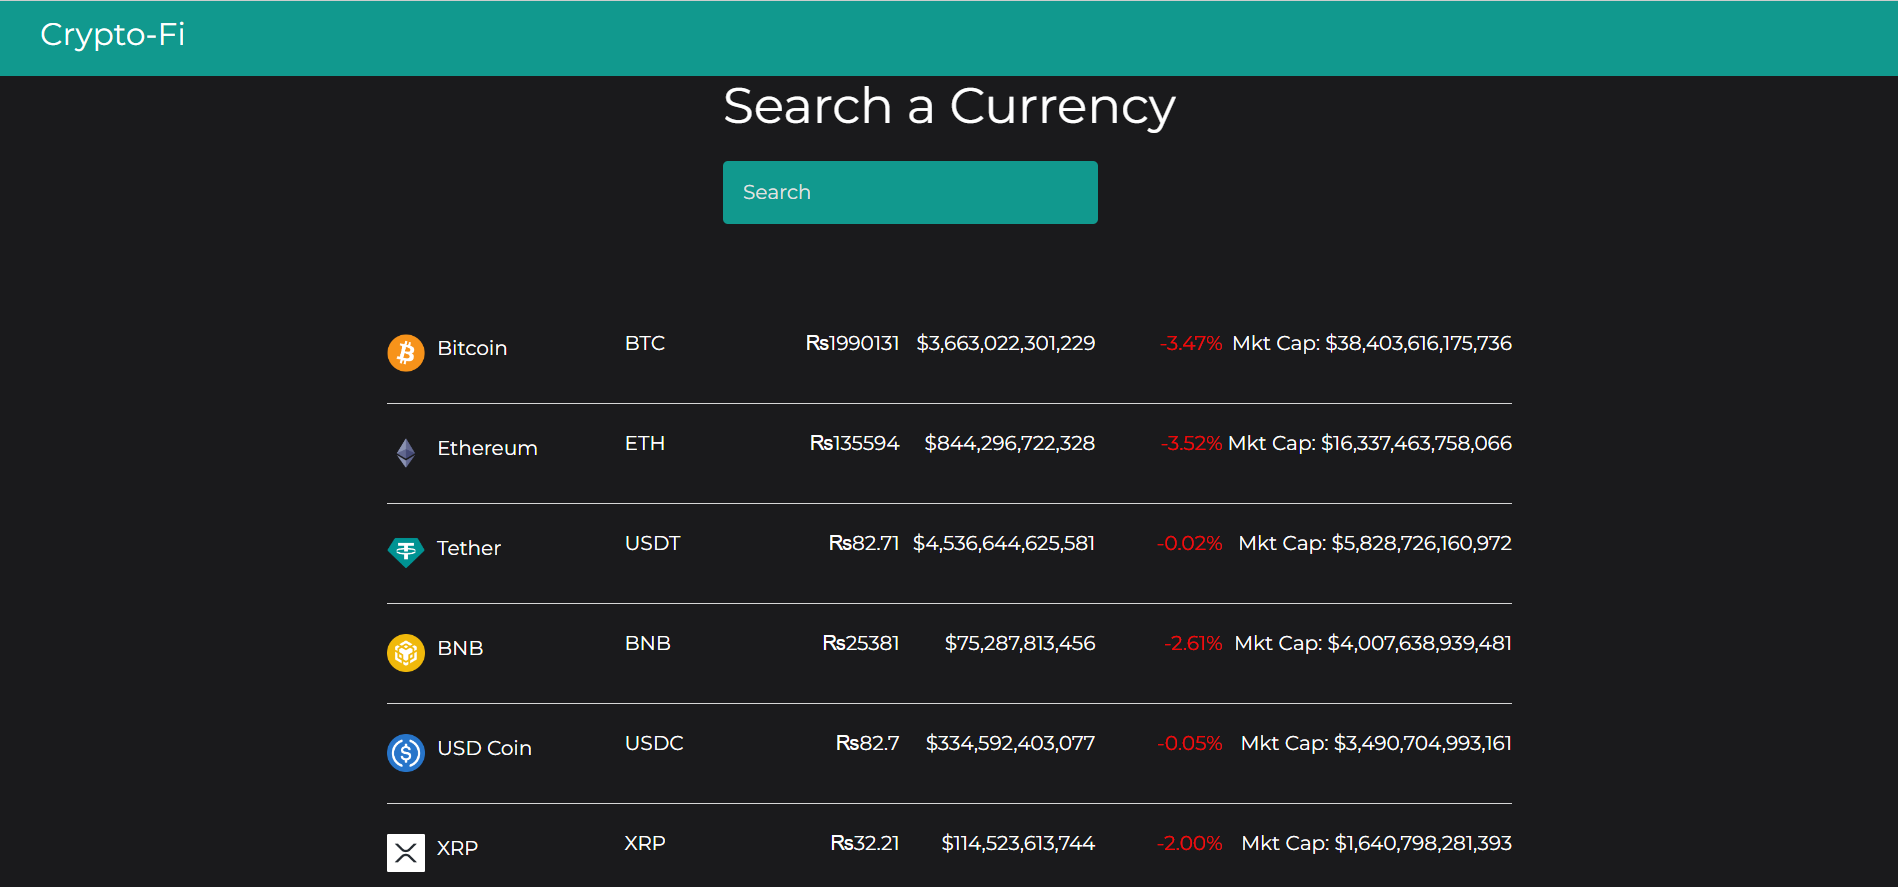 Crypto-Fi
Search a Currency
Search
Bitcoin BTC Rs1990131 $3,663,022,301,229 -3.47% Mkt Cap: $38,403,616,175,736
Ethereum ETH Rs135594 $844,296,722,328 -3.52% Mkt Cap: $16,337,463,758,066
Tether USDT Rs82.71 $4,536,644,625,581 -0.02% Mkt Cap: $5,828,726,160,972
BNB BNB Rs25381 $75,287,813,456 -2.61% Mkt Cap: $4,007,638,939,481
USD Coin USDC Rs82.7 $334,592,403,077 -0.05% Mkt Cap: $3,490,704,993,161
XRP XRP Rs32.21 $114,523,613,744 -2.00% Mkt Cap: $1,640,798,281,393